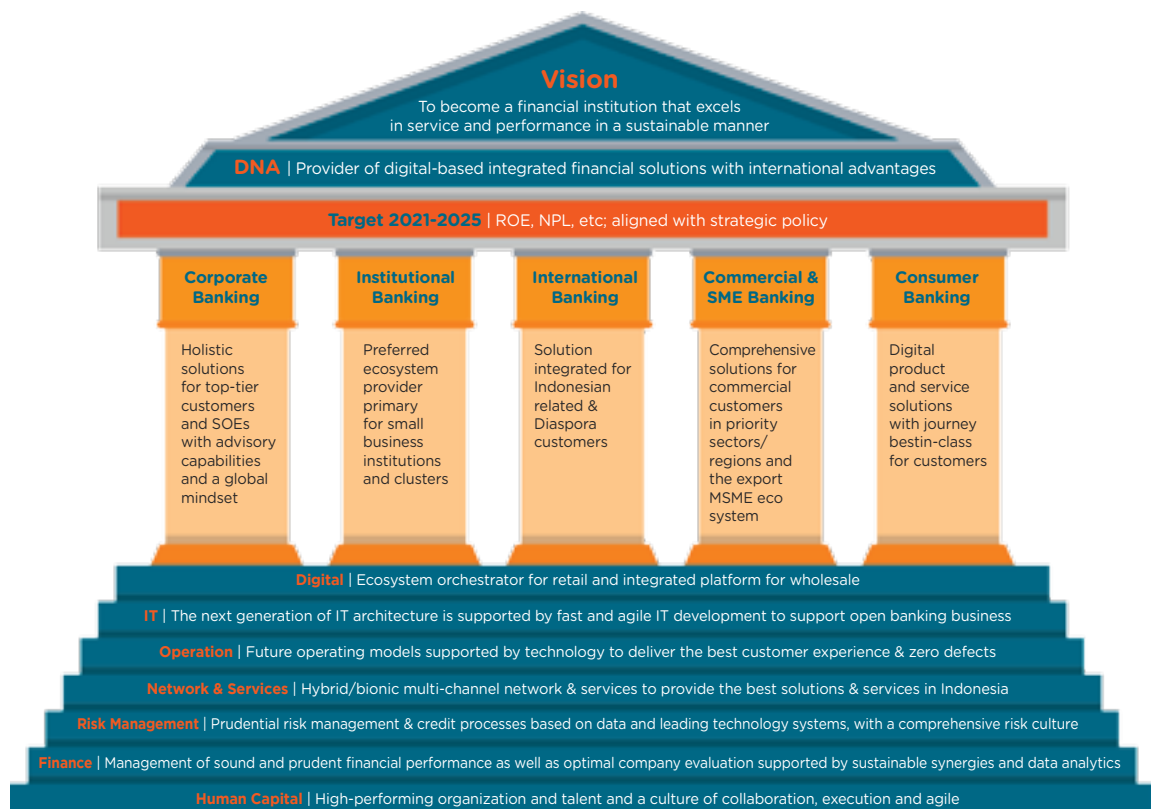 Vision
To become a financial institution that excels
in service and performance in a sustainable manner
DNA | Provider of digital-based integrated financial solutions with international advantages
Target 2021-2025 | ROE, NPL, etc; aligned with strategic policy
Corporate
Banking
Holistic
solutions
for top-tier
customers
and SOEs
with advisory
capabilities
and a global
mindset
Institutional
Banking
Preferred
ecosystem
provider
primary
for small
business
institutions
and clusters
International
Banking
Solution
integrated for
Indonesian
related &
Diaspora
customers
Commercial &
SME Banking
Comprehensive
solutions for
commercial
customers
in priority
sectors/
regions and
the export
MSME eco
system
Consumer
Banking
Digital
product
and service
solutions
with journey
bestin-class
for customers
Digital | Ecosystem orchestrator for retail and integrated platform for wholesale
IT | The next generation of IT architecture is supported by fast and agile IT development to support open banking business
Operation | Future operating models supported by technology to deliver the best customer experience & zero defects
Network & Services | Hybrid/bionic multi-channel network & services to provide the best solutions & services in Indonesia
Risk Management | Prudential risk management & credit processes based on data and leading technology systems, with a comprehensive risk culture
Finance | Management of sound and prudent financial performance as well as optimal company evaluation supported by sustainable synergies and data analytics
Human Capital | High-performing organization and talent and a culture of collaboration, execution and agile